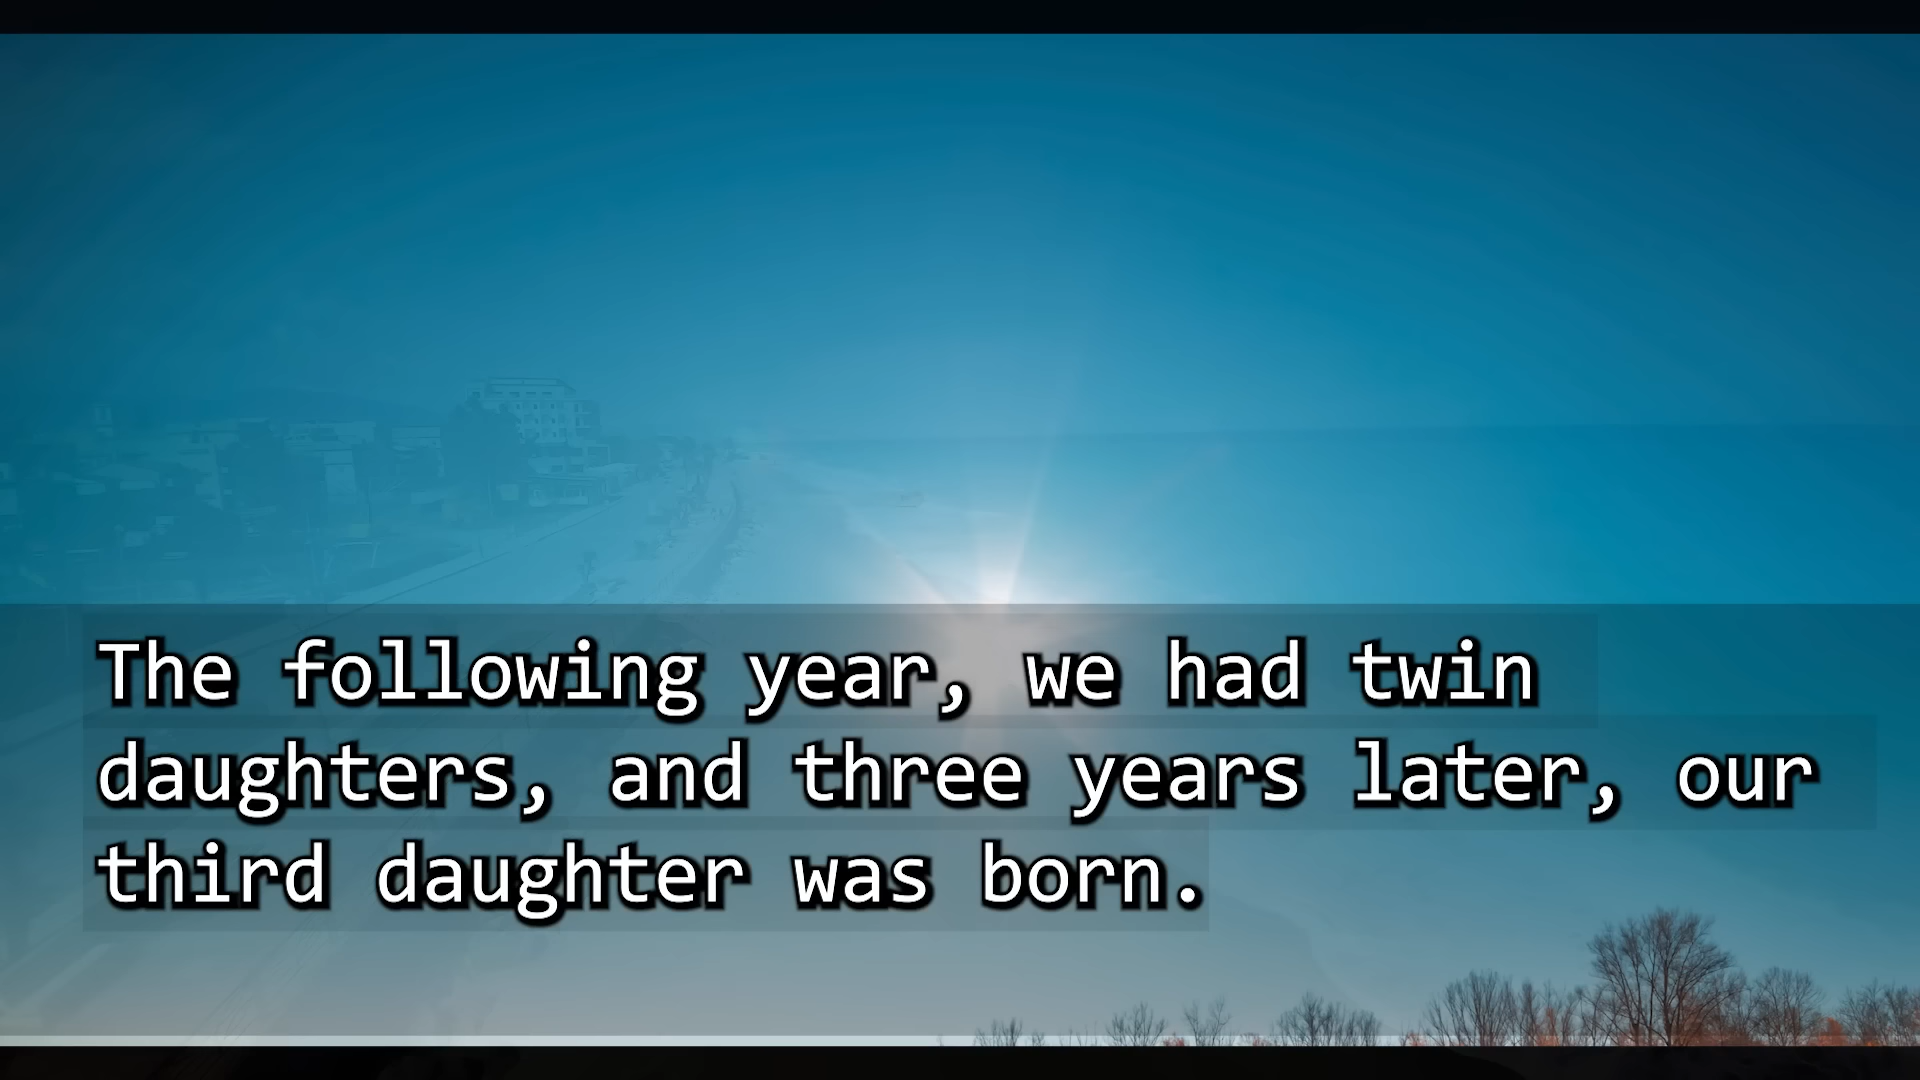 The following year, we had twin
daughters, and three years later, our
third daughter was born.